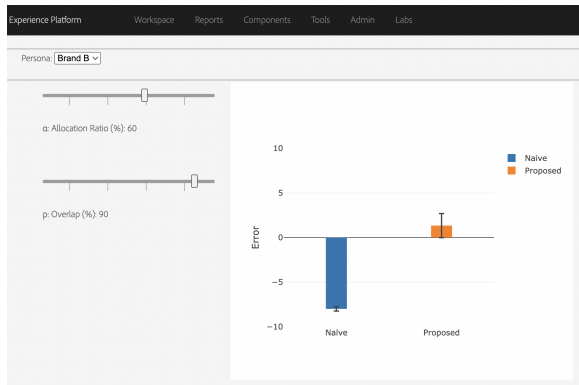 Experience Platform Workspace Reports Components Tools Admin Labs
Persona: Brand B
α: Allocation Ratio (%): 60
p: Overlap (%): 90
10
5
0
−5
−10
Error
Naive
Proposed
Naive Proposed